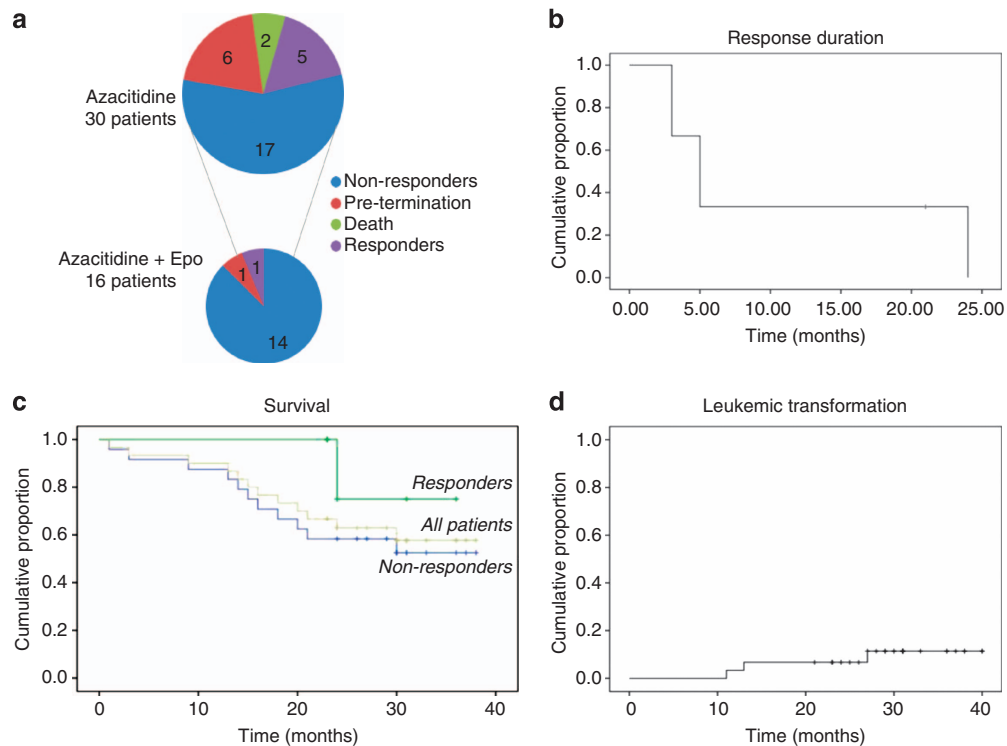 a
6
2
5
17
Azacitidine
30 patients
Non-responders
Pre-termination
Death
Responders
Azacitidine + Epo
16 patients
1
1
14
b
Response duration
Cumulative proportion
1.0
0.8
0.6
0.4
0.2
0.0
0.00
5.00
10.00
15.00
20.00
25.00
Time (months)
c
Survival
Cumulative proportion
1.0
0.8
0.6
0.4
0.2
0.0
Responders
All patients
Non-responders
0
10
20
30
40
Time (months)
d
Leukemic transformation
Cumulative proportion
1.0
0.8
0.6
0.4
0.2
0.0
0
10
20
30
40
Time (months)